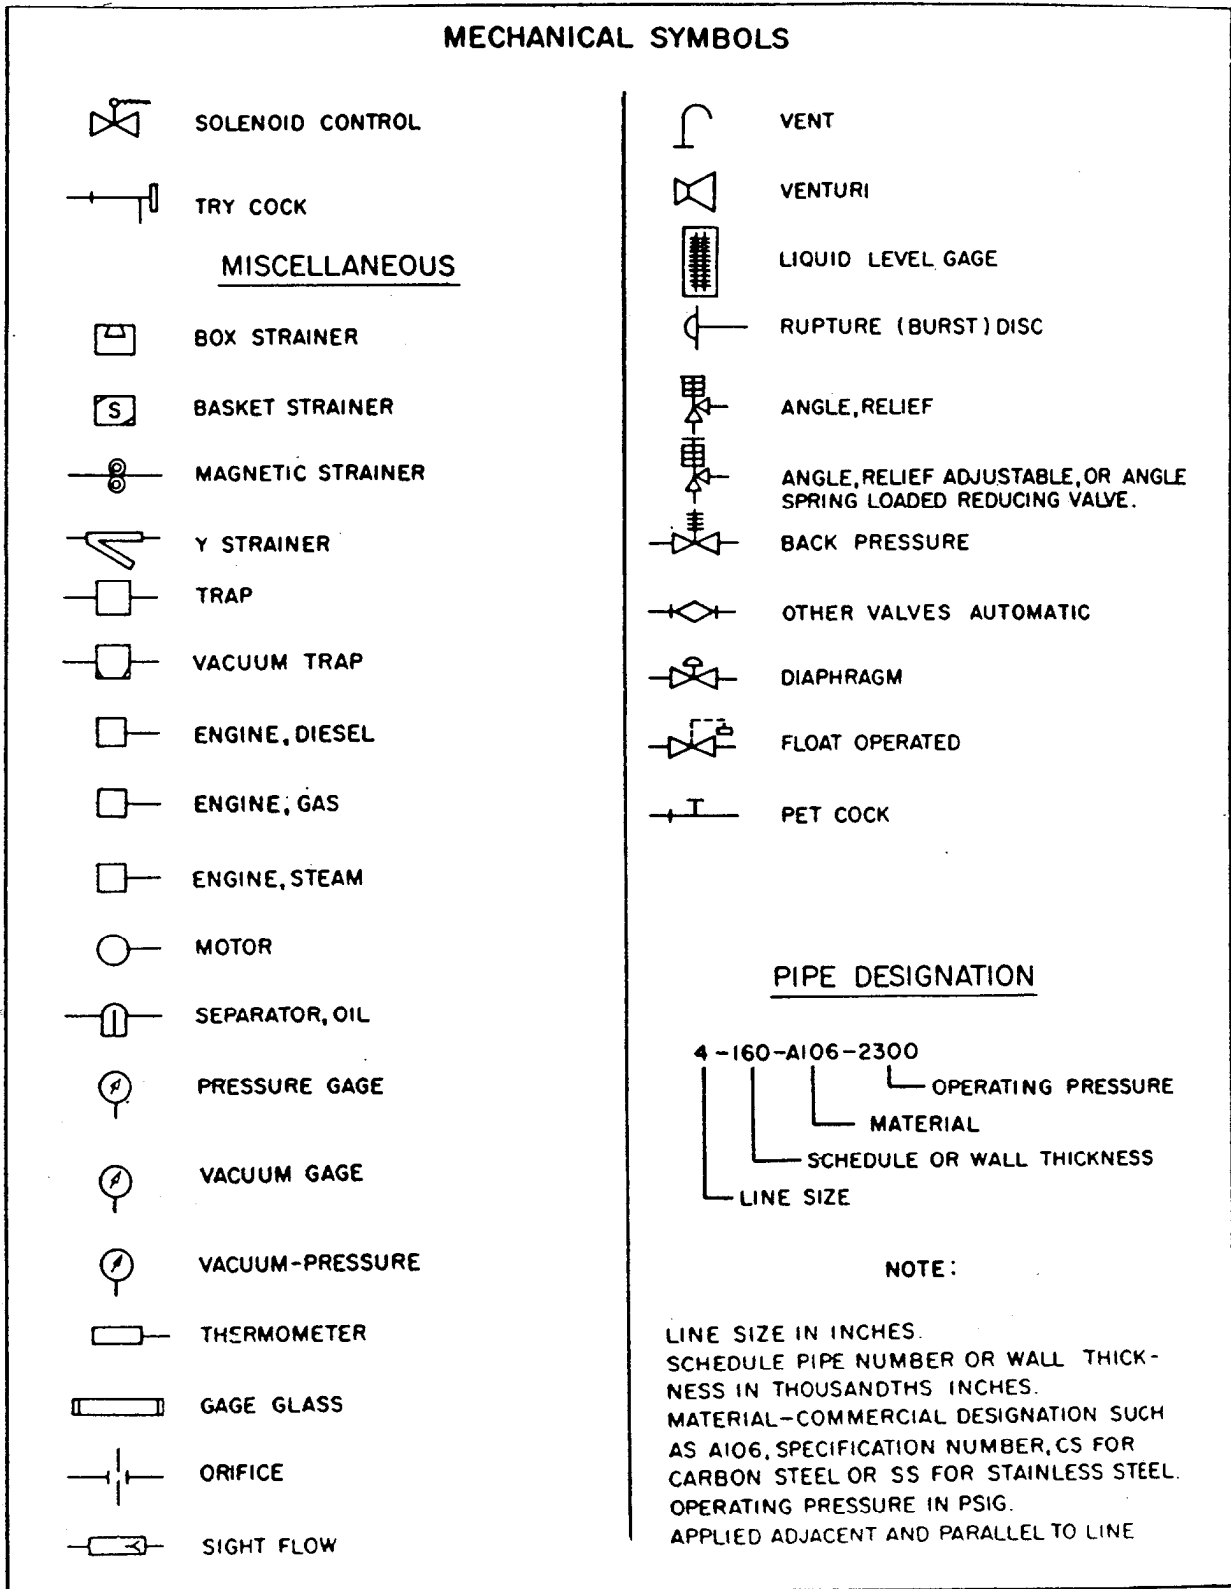 MECHANICAL SYMBOLS
SOLENOID CONTROL
TRY COCK
MISCELLANEOUS
BOX STRAINER
S
BASKET STRAINER
MAGNETIC STRAINER
Y STRAINER
TRAP
VACUUM TRAP
ENGINE, DIESEL
ENGINE, GAS
ENGINE, STEAM
MOTOR
SEPARATOR, OIL
PRESSURE GAGE
VACUUM GAGE
VACUUM-PRESSURE
THERMOMETER
GAGE GLASS
ORIFICE
SIGHT FLOW
VENT
VENTURI
LIQUID LEVEL GAGE
RUPTURE (BURST) DISC
ANGLE, RELIEF
ANGLE, RELIEF ADJUSTABLE, OR ANGLE
SPRING LOADED REDUCING VALVE.
BACK PRESSURE
OTHER VALVES AUTOMATIC
DIAPHRAGM
FLOAT OPERATED
PET COCK
PIPE DESIGNATION
4-160-A106-2300
OPERATING PRESSURE
MATERIAL
SCHEDULE OR WALL THICKNESS
LINE SIZE
NOTE:
LINE SIZE IN INCHES.
SCHEDULE PIPE NUMBER OR WALL THICK-
NESS IN THOUSANDTHS INCHES.
MATERIAL-COMMERCIAL DESIGNATION SUCH
AS A106, SPECIFICATION NUMBER, CS FOR
CARBON STEEL OR SS FOR STAINLESS STEEL.
OPERATING PRESSURE IN PSIG.
APPLIED ADJACENT AND PARALLEL TO LINE